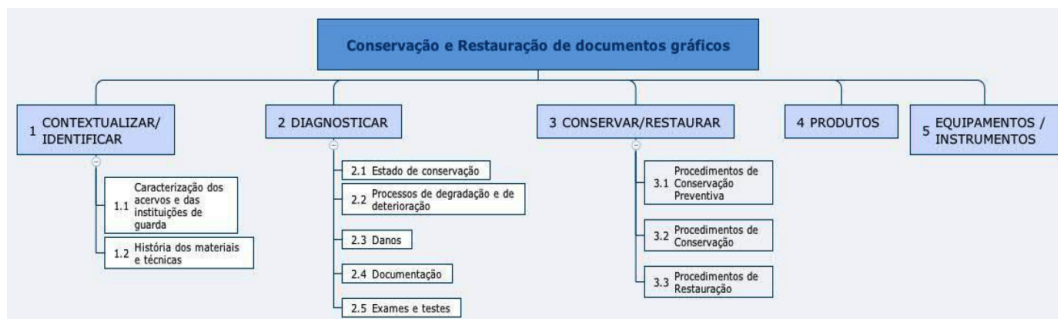 Conservação e Restauração de documentos gráficos
1 CONTEXTUALIZAR/
IDENTIFICAR
1.1 Caracterização dos
acervos e das
instituições de
guarda
1.2 História dos materiais
e técnicas
2 DIAGNOSTICAR
2.1 Estado de conservação
2.2 Processos de degradação e de
deterioração
2.3 Danos
2.4 Documentação
2.5 Exames e testes
3 CONSERVAR/RESTAURAR
3.1 Procedimentos de
Conservação
Preventiva
3.2 Procedimentos de
Conservação
3.3 Procedimentos de
Restauração
4 PRODUTOS
5 EQUIPAMENTOS /
INSTRUMENTOS